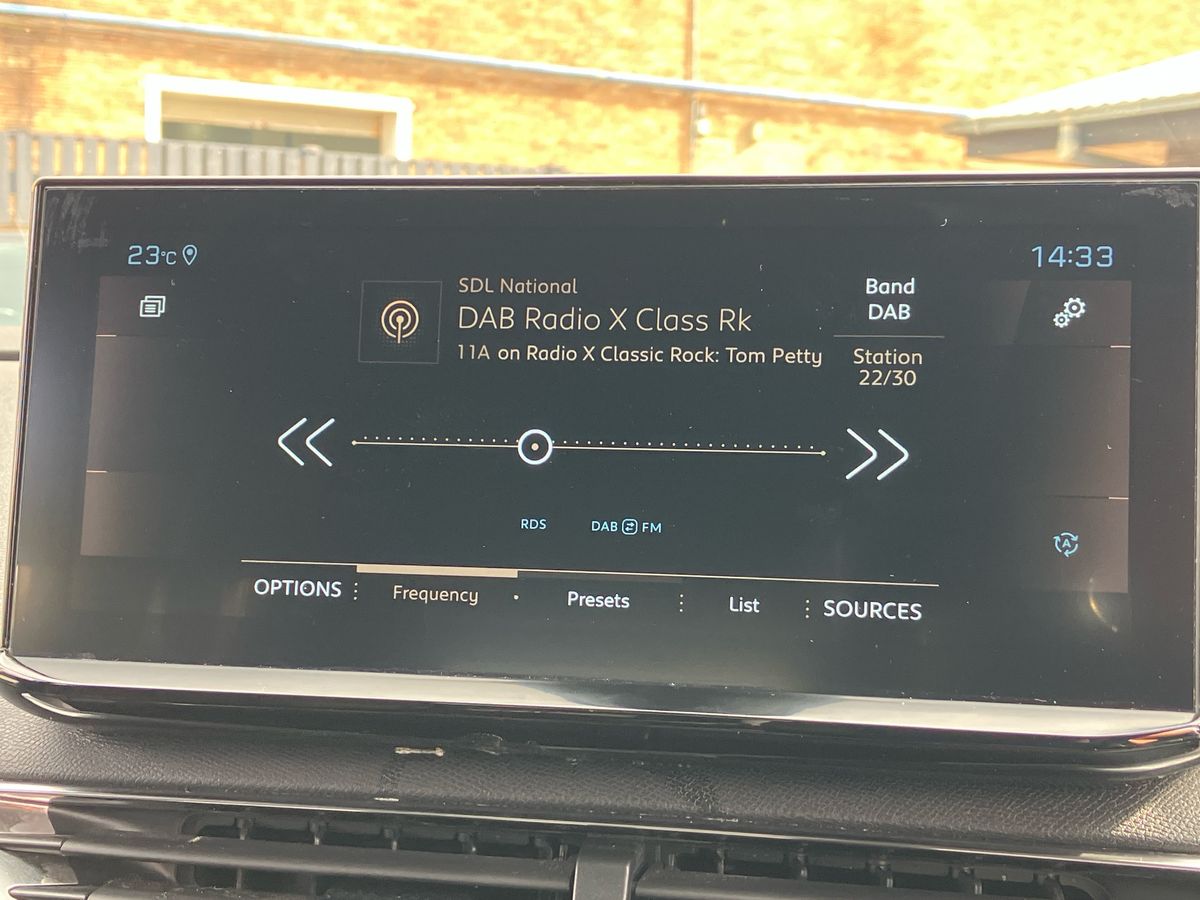 23°C
14:33
SDL National
DAB Radio X Class Rk
11A on Radio X Classic Rock: Tom Petty
Band
DAB
Station
22/30
RDS
DAB FM
OPTIONS
Frequency
Presets
List
SOURCES
A